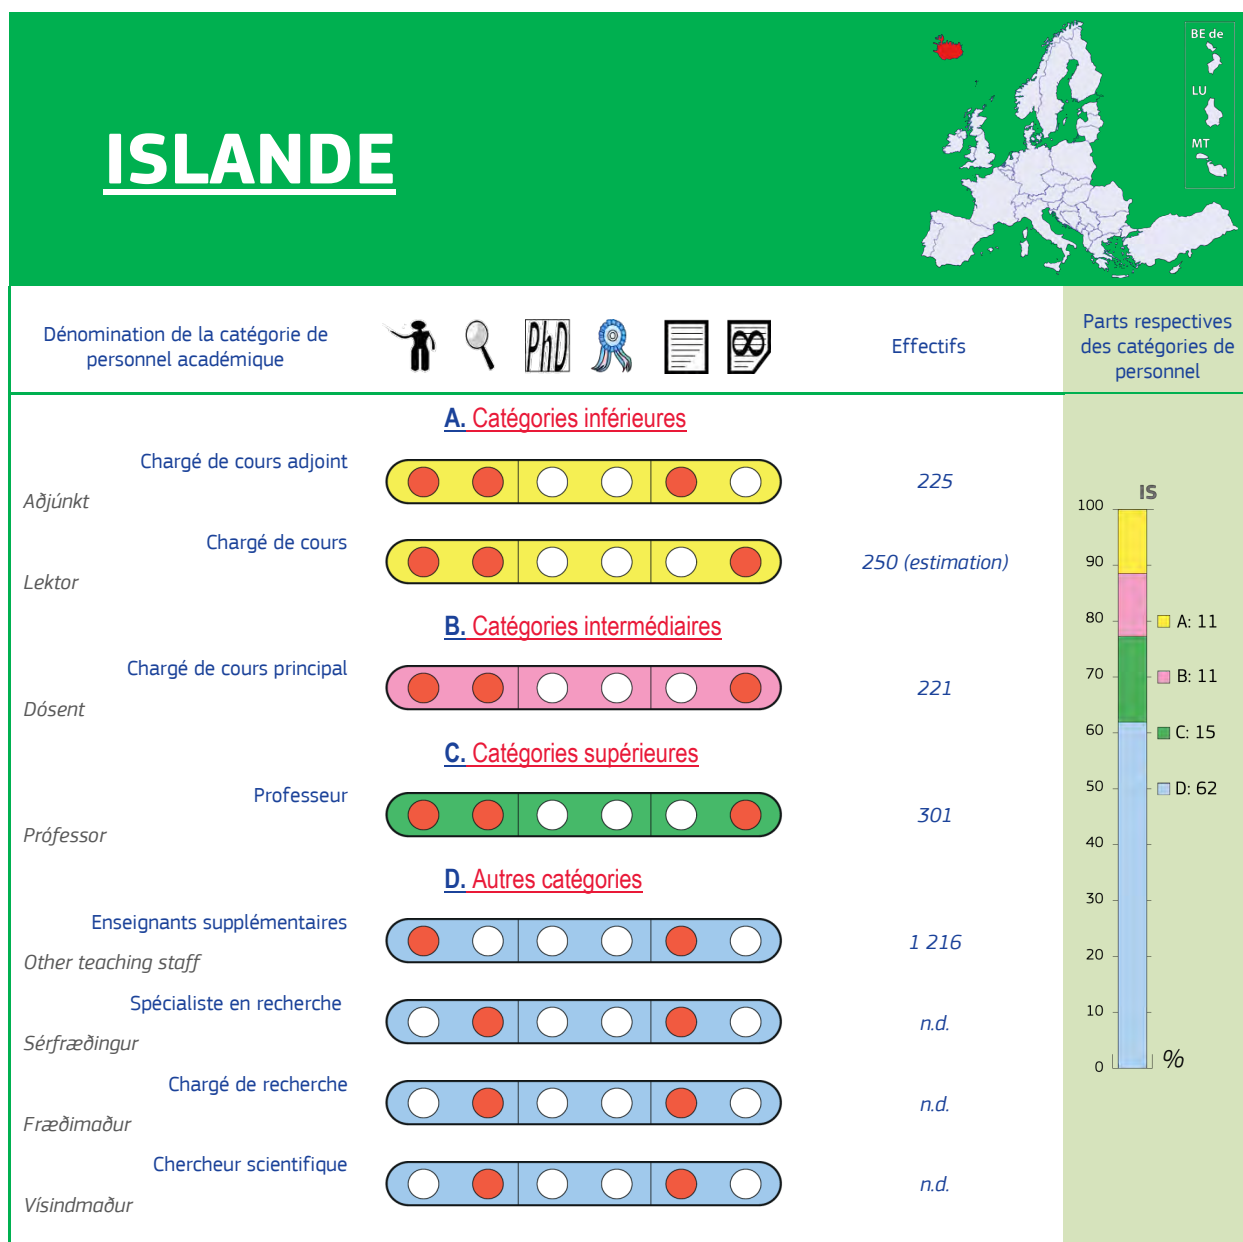 ISLANDE
BE de
LU
MT
Dénomination de la catégorie de
personnel académique
PhD
Effectifs
Parts respectives
des catégories de
personnel
A. Catégories inférieures
Chargé de cours adjoint
Aðjúnkt
225
Chargé de cours
Lektor
250 (estimation)
B. Catégories intermédiaires
Chargé de cours principal
Dósent
221
C. Catégories supérieures
Professeur
Prófessor
301
D. Autres catégories
Enseignants supplémentaires
Other teaching staff
1 216
Spécialiste en recherche
Sérfræðingur
n.d.
Chargé de recherche
Fræðimaður
n.d.
Chercheur scientifique
Vísindmaður
n.d.
IS
100
90
80
70
60
50
40
30
20
10
0
%
A: 11
B: 11
C: 15
D: 62